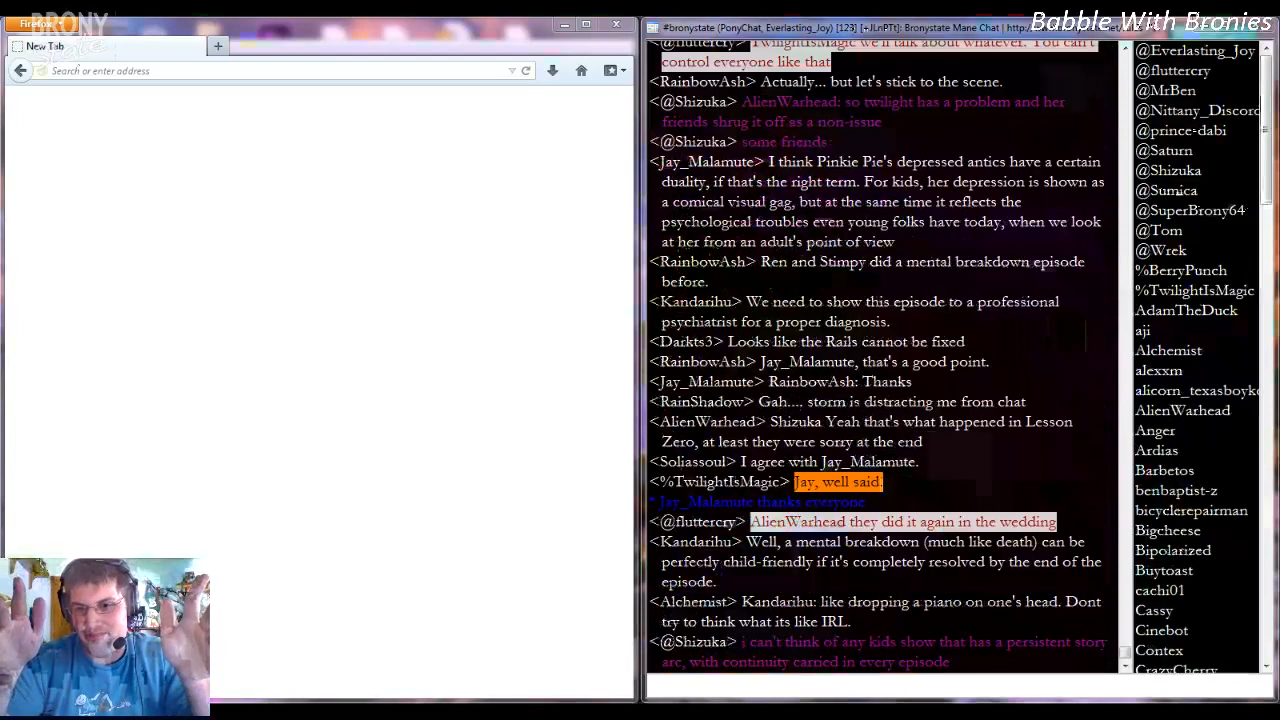 Firefox
BRONY
#bronystate (PonyChat, Everlasting_Joy) [123] [+JLnPTt]: Bronystate Mane Chat | http://
Babble With Bronies
New Tab
Search or enter address
<@fluttercry> TwilightIsMagic we'll talk about whatever. You can't
control everyone like that
<RainbowAsh> Actually... but let's stick to the scene.
<@Shizuka> AlienWarhead: so twilight has a problem and her
friends shrug it off as a non-issue
<@Shizuka> some friends
<Jay_Malamute> I think Pinkie Pie's depressed antics have a certain
duality, if that's the right term. For kids, her depression is shown as
a comical visual gag, but at the same time it reflects the
psychological troubles even young folks have today, when we look
at her from an adult's point of view
<RainbowAsh> Ren and Stimpy did a mental breakdown episode
before.
<Kandarihu> We need to show this episode to a professional
psychiatrist for a proper diagnosis.
<Darkts3> Looks like the Rails cannot be fixed
<RainbowAsh> Jay_Malamute, that's a good point.
<Jay_Malamute> RainbowAsh: Thanks
<RainShadow> Gah.... storm is distracting me from chat
<AlienWarhead> Shizuka Yeah that's what happened in Lesson
Zero, at least they were sorry at the end
<Soliassoul> I agree with Jay_Malamute.
<%TwilightIsMagic> Jay, well said.
* Jay_Malamute thanks everyone
<@fluttercry> AlienWarhead they did it again in the wedding
<Kandarihu> Well, a mental breakdown (much like death) can be
perfectly child-friendly if it's completely resolved by the end of the
episode.
<Alchemist> Kandarihu: like dropping a piano on one's head. Dont
try to think what its like IRL.
<@Shizuka> i can't think of any kids show that has a persistent story
arc, with continuity carried in every episode
@Everlasting_Joy
@fluttercry
@MrBen
@Nittany_Discord
@prince-dabi
@Saturn
@Shizuka
@Sumica
@SuperBrony64
@Tom
@Wrek
%BerryPunch
%TwilightIsMagic
AdamTheDuck
aji
Alchemist
alexxm
alicorn_texasboyke
AlienWarhead
Anger
Ardias
Barbetos
benbaptist-z
bicyclerepairman
Bigcheese
Bipolarized
Buytoast
cachi01
Cassy
Cinebot
Contex
CrazyCherry